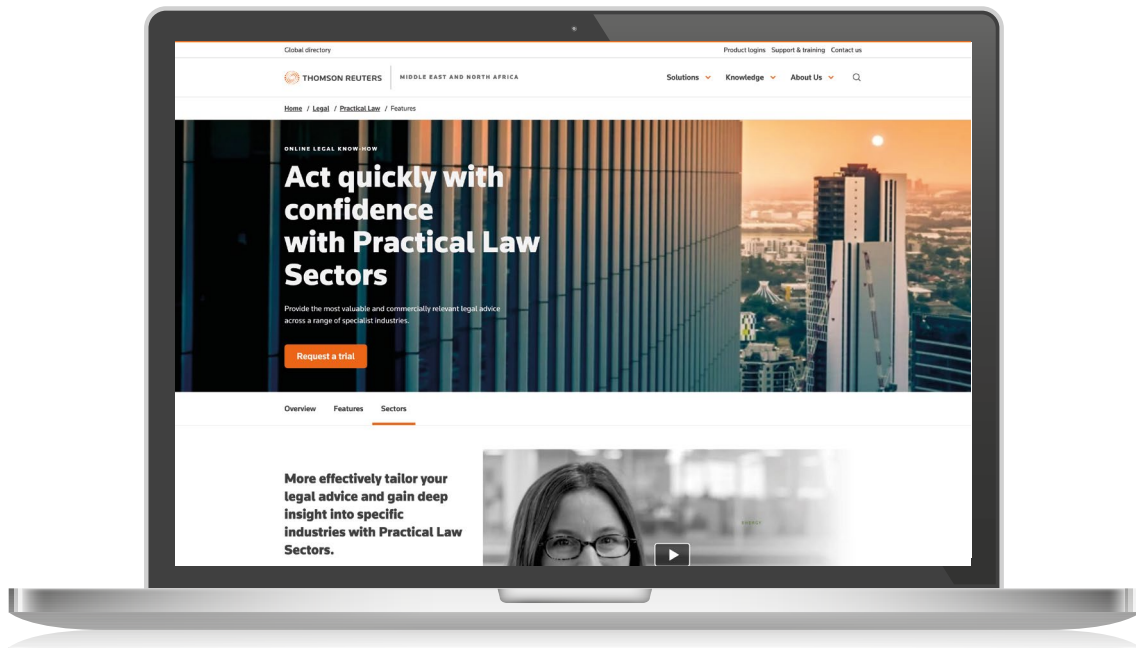 Global directory
Product logins Support & training Contact us
THOMSON REUTERS MIDDLE EAST AND NORTH AFRICA
Solutions Knowledge About Us
Home / Legal / Practical Law / Features
ONLINE LEGAL KNOW-HOW
Act quickly with
confidence
with Practical Law
Sectors
Provide the most valuable and commercially relevant legal advice
across a range of specialist industries.
Request a trial
Overview Features Sectors
More effectively tailor your
legal advice and gain deep
insight into specific
industries with Practical Law
Sectors.
ENERGY